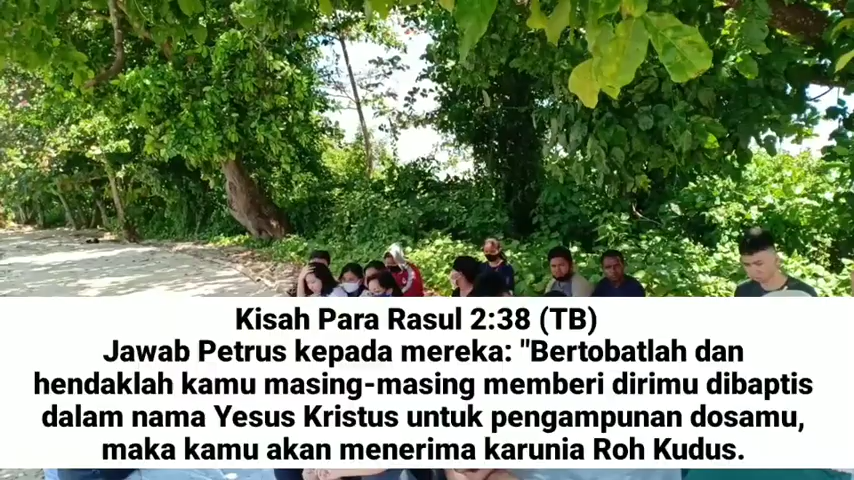 Kisah Para Rasul 2:38 (TB)
Jawab Petrus kepada mereka: "Bertobatlah dan
hendaklah kamu masing-masing memberi dirimu dibaptis
dalam nama Yesus Kristus untuk pengampunan dosamu,
maka kamu akan menerima karunia Roh Kudus.